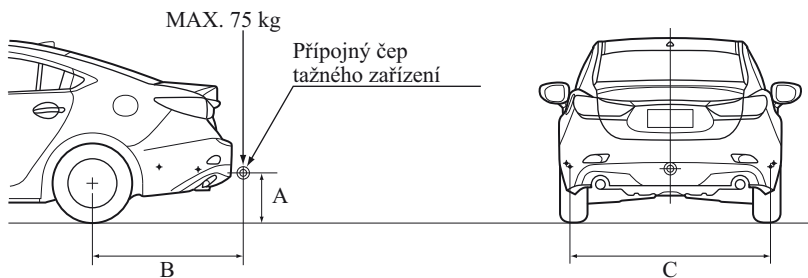 MAX. 75 kg
Přípojný čep
tažného zařízení
A
B
C